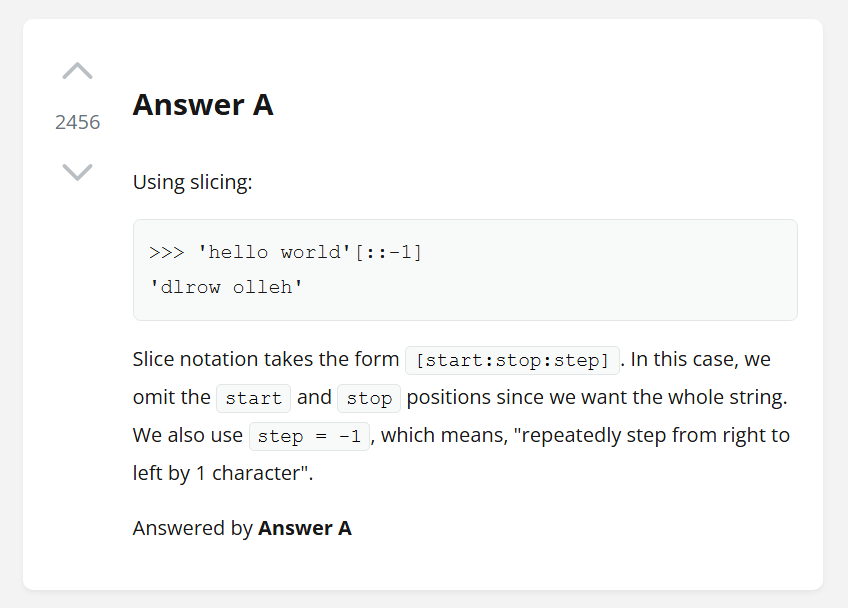 2456
Answer A
Using slicing:
>>> 'hello world'[::-1]
'dlrow olleh'
Slice notation takes the form [start:stop:step]. In this case, we
omit the start and stop positions since we want the whole string.
We also use step = -1, which means, "repeatedly step from right to
left by 1 character".
Answered by Answer A